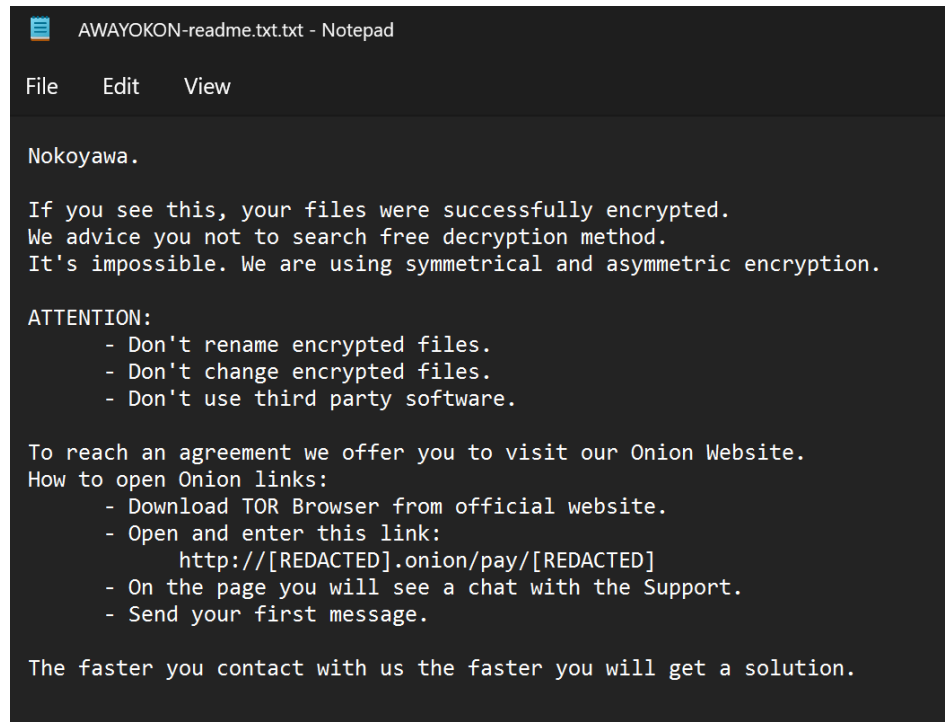 AWAYOKON-readme.txt.txt - Notepad
File Edit View
Nokoyawa.
If you see this, your files were successfully encrypted.
We advice you not to search free decryption method.
It's impossible. We are using symmetrical and asymmetric encryption.
ATTENTION:
- Don't rename encrypted files.
- Don't change encrypted files.
- Don't use third party software.
To reach an agreement we offer you to visit our Onion Website.
How to open Onion links:
- Download TOR Browser from official website.
- Open and enter this link:
http://[REDACTED].onion/pay/[REDACTED]
- On the page you will see a chat with the Support.
- Send your first message.
The faster you contact with us the faster you will get a solution.